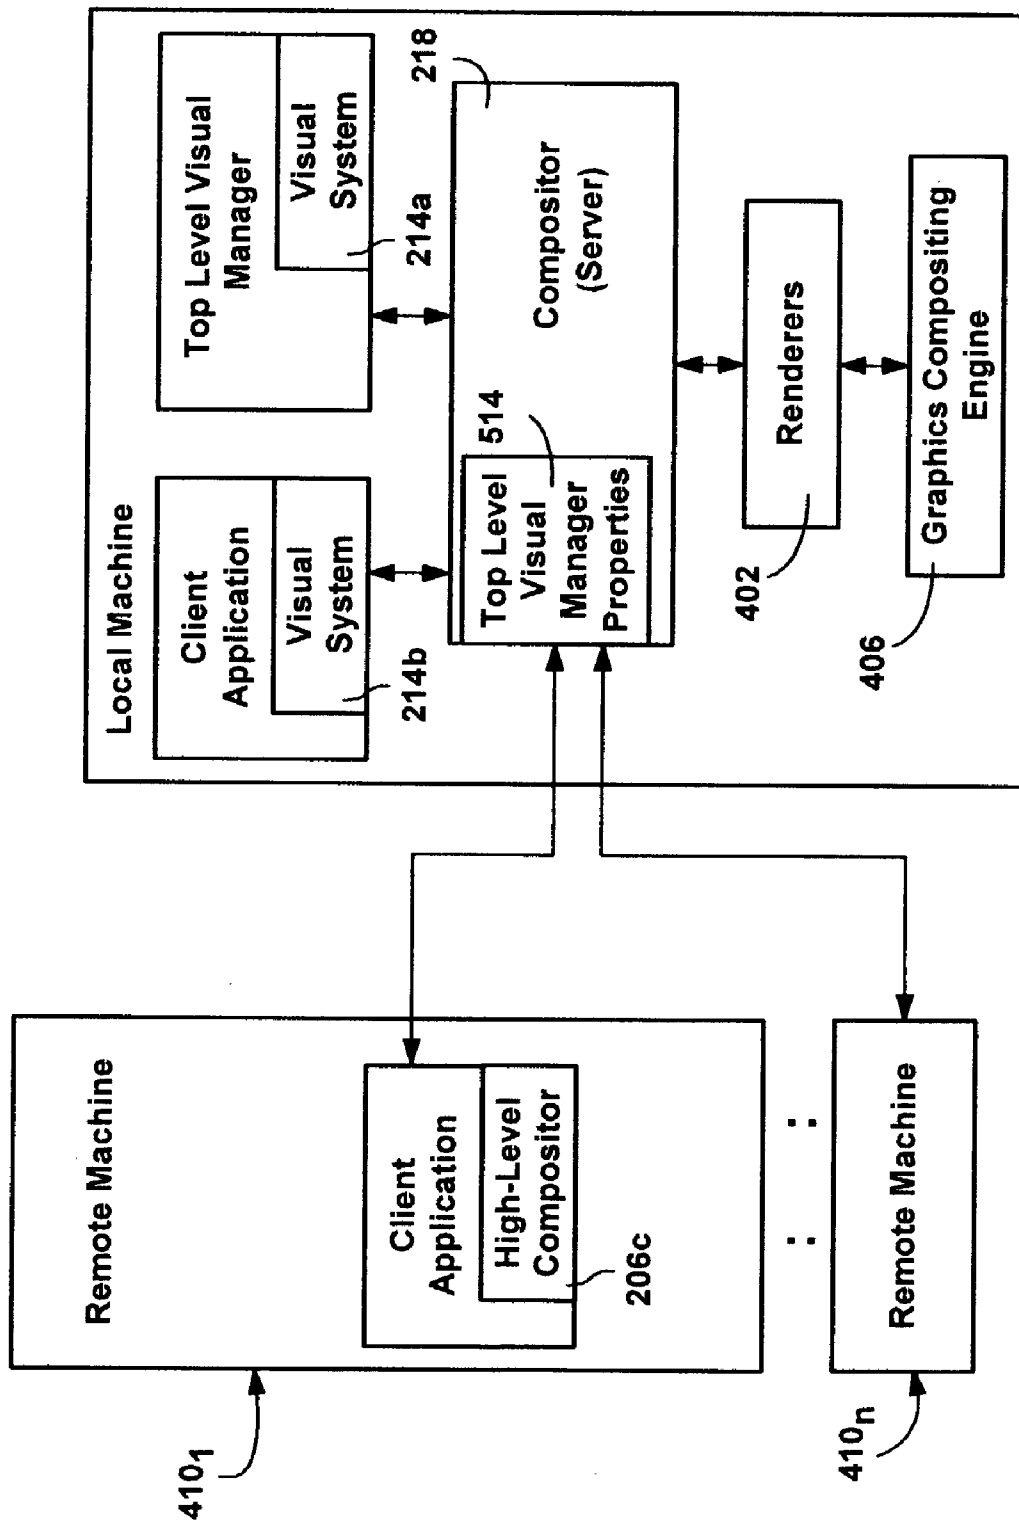 Remote Machine
Client
Application
High-Level
Compositor
206c
410₁
Remote Machine
410ₙ
Local Machine
Client
Application
Visual
System
214b
Top Level Visual
Manager
Visual
System
214a
218
Compositor
(Server)
514
Top Level
Visual
Manager
Properties
Renderers
402
Graphics Compositing
Engine
406